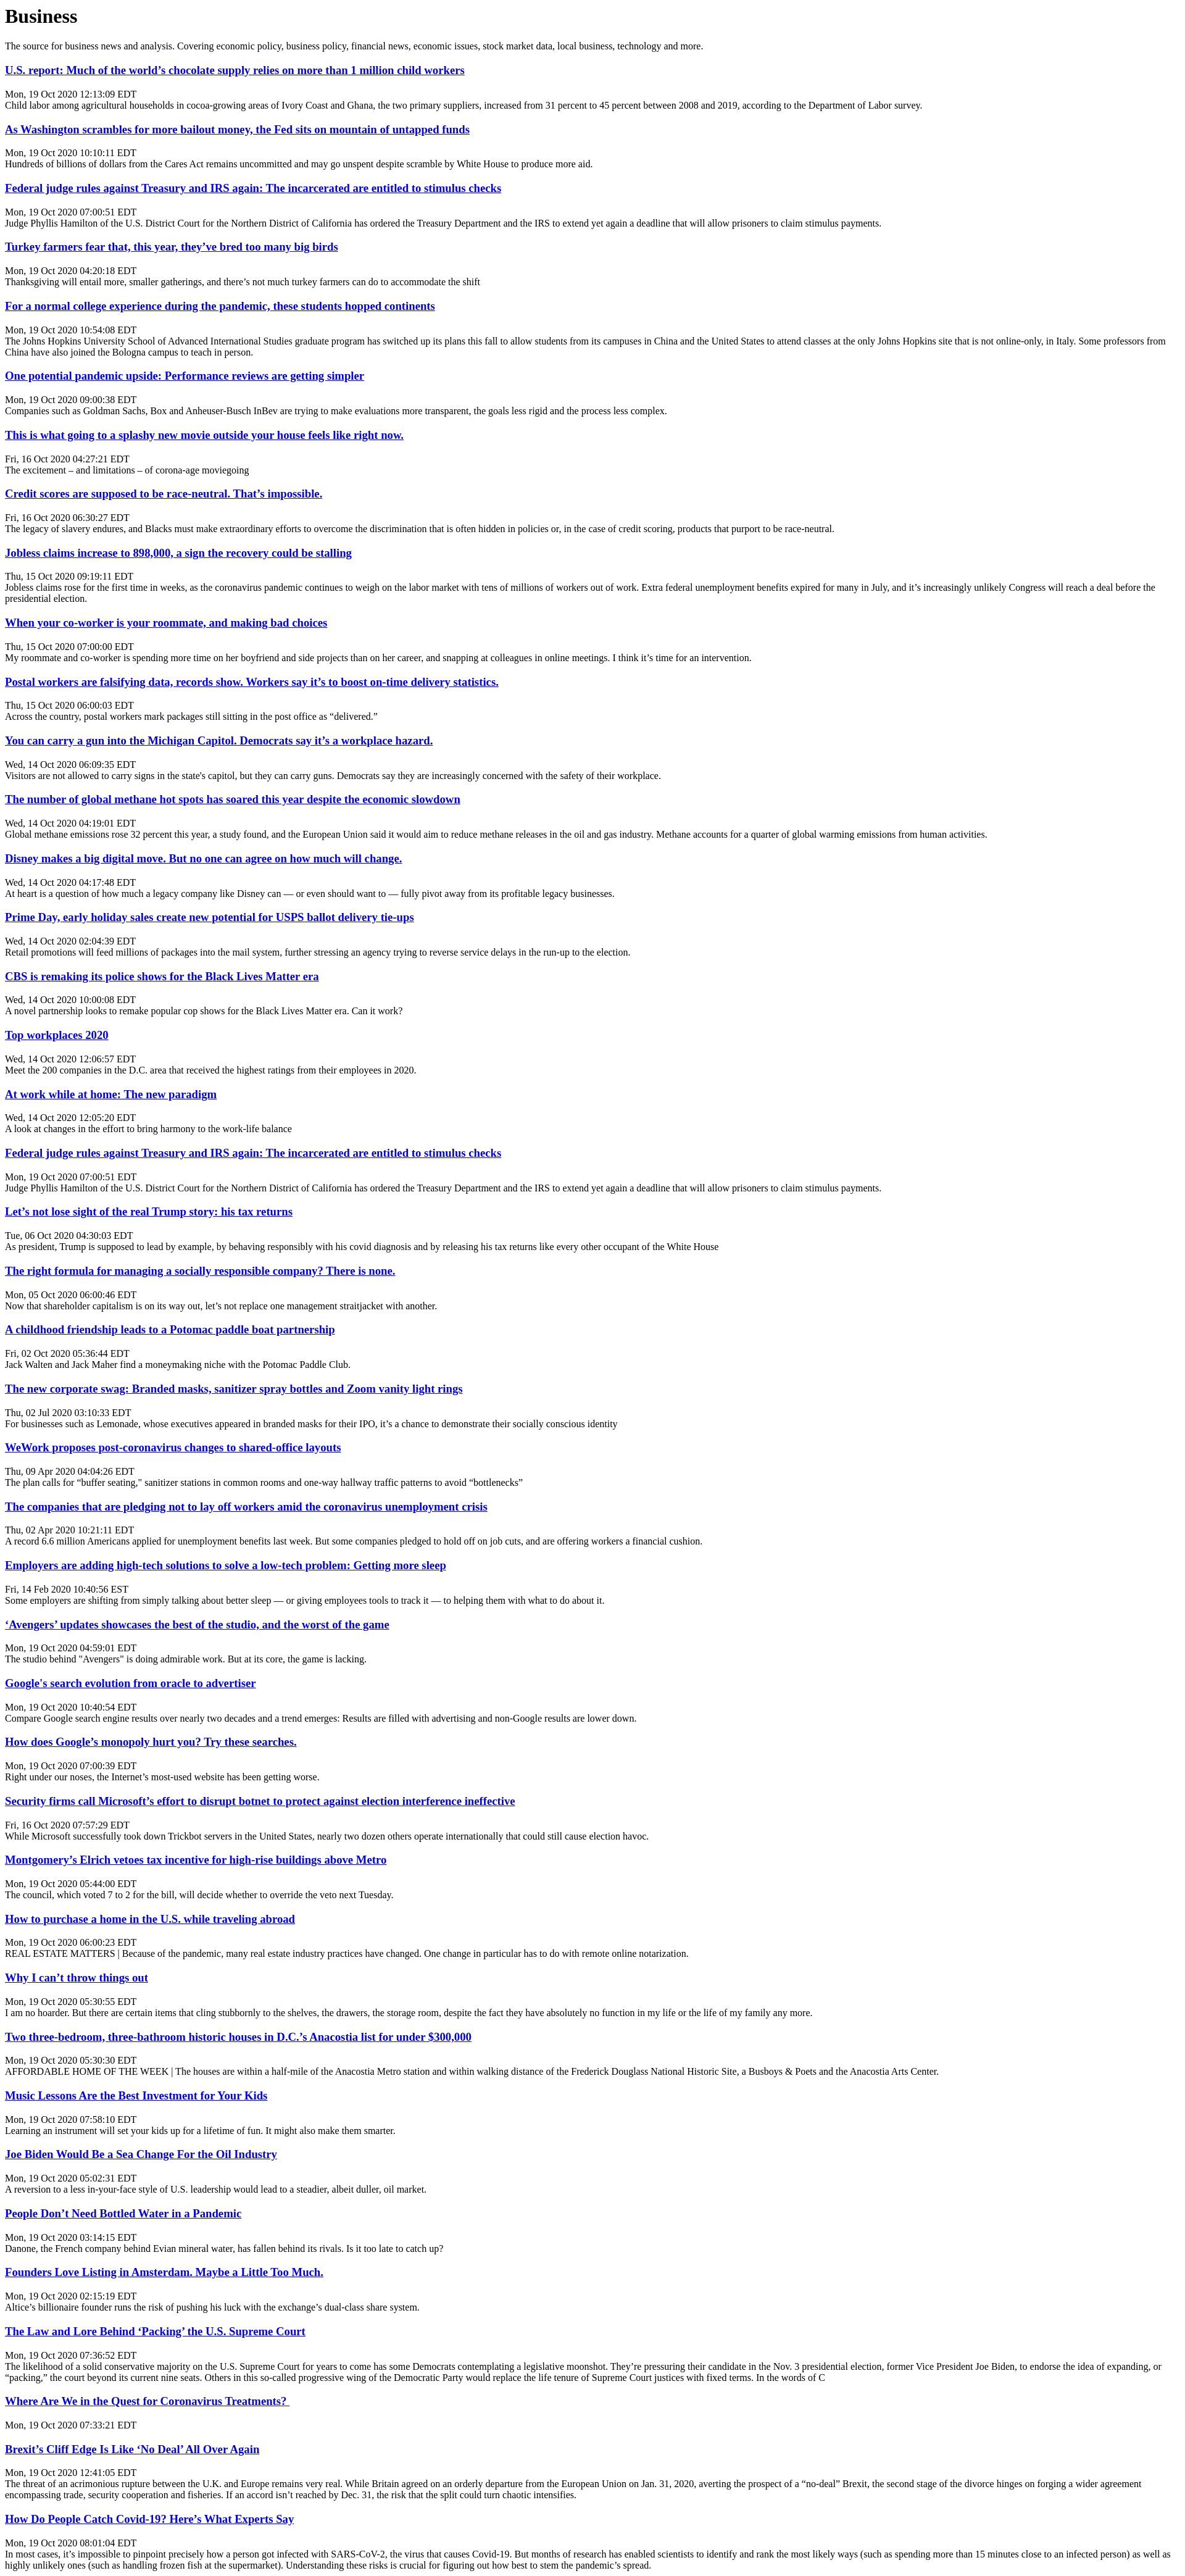 Business
The source for business news and analysis. Covering economic policy, business policy, financial news, economic issues, stock market data, local business, technology and more.
U.S. report: Much of the world’s chocolate supply relies on more than 1 million child workers
Mon, 19 Oct 2020 12:13:09 EDT
Child labor among agricultural households in cocoa-growing areas of Ivory Coast and Ghana, the two primary suppliers, increased from 31 percent to 45 percent between 2008 and 2019, according to the Department of Labor survey.
As Washington scrambles for more bailout money, the Fed sits on mountain of untapped funds
Mon, 19 Oct 2020 10:10:11 EDT
Hundreds of billions of dollars from the Cares Act remains uncommitted and may go unspent despite scramble by White House to produce more aid.
Federal judge rules against Treasury and IRS again: The incarcerated are entitled to stimulus checks
Mon, 19 Oct 2020 07:00:51 EDT
Judge Phyllis Hamilton of the U.S. District Court for the Northern District of California has ordered the Treasury Department and the IRS to extend yet again a deadline that will allow prisoners to claim stimulus payments.
Turkey farmers fear that, this year, they’ve bred too many big birds
Mon, 19 Oct 2020 04:20:18 EDT
Thanksgiving will entail more, smaller gatherings, and there’s not much turkey farmers can do to accommodate the shift
For a normal college experience during the pandemic, these students hopped continents
Mon, 19 Oct 2020 10:54:08 EDT
The Johns Hopkins University School of Advanced International Studies graduate program has switched up its plans this fall to allow students from its campuses in China and the United States to attend classes at the only Johns Hopkins site that is not online-only, in Italy. Some professors from
China have also joined the Bologna campus to teach in person.
One potential pandemic upside: Performance reviews are getting simpler
Mon, 19 Oct 2020 09:00:38 EDT
Companies such as Goldman Sachs, Box and Anheuser-Busch InBev are trying to make evaluations more transparent, the goals less rigid and the process less complex.
This is what going to a splashy new movie outside your house feels like right now.
Fri, 16 Oct 2020 04:27:21 EDT
The excitement – and limitations – of corona-age moviegoing
Credit scores are supposed to be race-neutral. That’s impossible.
Fri, 16 Oct 2020 06:30:27 EDT
The legacy of slavery endures, and Blacks must make extraordinary efforts to overcome the discrimination that is often hidden in policies or, in the case of credit scoring, products that purport to be race-neutral.
Jobless claims increase to 898,000, a sign the recovery could be stalling
Thu, 15 Oct 2020 09:19:11 EDT
Jobless claims rose for the first time in weeks, as the coronavirus pandemic continues to weigh on the labor market with tens of millions of workers out of work. Extra federal unemployment benefits expired for many in July, and it’s increasingly unlikely Congress will reach a deal before the
presidential election.
When your co-worker is your roommate, and making bad choices
Thu, 15 Oct 2020 07:00:00 EDT
My roommate and co-worker is spending more time on her boyfriend and side projects than on her career, and snapping at colleagues in online meetings. I think it’s time for an intervention.
Postal workers are falsifying data, records show. Workers say it’s to boost on-time delivery statistics.
Thu, 15 Oct 2020 06:00:03 EDT
Across the country, postal workers mark packages still sitting in the post office as “delivered.”
You can carry a gun into the Michigan Capitol. Democrats say it’s a workplace hazard.
Wed, 14 Oct 2020 06:09:35 EDT
Visitors are not allowed to carry signs in the state's capitol, but they can carry guns. Democrats say they are increasingly concerned with the safety of their workplace.
The number of global methane hot spots has soared this year despite the economic slowdown
Wed, 14 Oct 2020 04:19:01 EDT
Global methane emissions rose 32 percent this year, a study found, and the European Union said it would aim to reduce methane releases in the oil and gas industry. Methane accounts for a quarter of global warming emissions from human activities.
Disney makes a big digital move. But no one can agree on how much will change.
Wed, 14 Oct 2020 04:17:48 EDT
At heart is a question of how much a legacy company like Disney can — or even should want to — fully pivot away from its profitable legacy businesses.
Prime Day, early holiday sales create new potential for USPS ballot delivery tie-ups
Wed, 14 Oct 2020 02:04:39 EDT
Retail promotions will feed millions of packages into the mail system, further stressing an agency trying to reverse service delays in the run-up to the election.
CBS is remaking its police shows for the Black Lives Matter era
Wed, 14 Oct 2020 10:00:08 EDT
A novel partnership looks to remake popular cop shows for the Black Lives Matter era. Can it work?
Top workplaces 2020
Wed, 14 Oct 2020 12:06:57 EDT
Meet the 200 companies in the D.C. area that received the highest ratings from their employees in 2020.
At work while at home: The new paradigm
Wed, 14 Oct 2020 12:05:20 EDT
A look at changes in the effort to bring harmony to the work-life balance
Federal judge rules against Treasury and IRS again: The incarcerated are entitled to stimulus checks
Mon, 19 Oct 2020 07:00:51 EDT
Judge Phyllis Hamilton of the U.S. District Court for the Northern District of California has ordered the Treasury Department and the IRS to extend yet again a deadline that will allow prisoners to claim stimulus payments.
Let’s not lose sight of the real Trump story: his tax returns
Tue, 06 Oct 2020 04:30:03 EDT
As president, Trump is supposed to lead by example, by behaving responsibly with his covid diagnosis and by releasing his tax returns like every other occupant of the White House
The right formula for managing a socially responsible company? There is none.
Mon, 05 Oct 2020 06:00:46 EDT
Now that shareholder capitalism is on its way out, let’s not replace one management straitjacket with another.
A childhood friendship leads to a Potomac paddle boat partnership
Fri, 02 Oct 2020 05:36:44 EDT
Jack Walten and Jack Maher find a moneymaking niche with the Potomac Paddle Club.
The new corporate swag: Branded masks, sanitizer spray bottles and Zoom vanity light rings
Thu, 02 Jul 2020 03:10:33 EDT
For businesses such as Lemonade, whose executives appeared in branded masks for their IPO, it’s a chance to demonstrate their socially conscious identity
WeWork proposes post-coronavirus changes to shared-office layouts
Thu, 09 Apr 2020 04:04:26 EDT
The plan calls for “buffer seating," sanitizer stations in common rooms and one-way hallway traffic patterns to avoid “bottlenecks”
The companies that are pledging not to lay off workers amid the coronavirus unemployment crisis
Thu, 02 Apr 2020 10:21:11 EDT
A record 6.6 million Americans applied for unemployment benefits last week. But some companies pledged to hold off on job cuts, and are offering workers a financial cushion.
Employers are adding high-tech solutions to solve a low-tech problem: Getting more sleep
Fri, 14 Feb 2020 10:40:56 EST
Some employers are shifting from simply talking about better sleep — or giving employees tools to track it — to helping them with what to do about it.
‘Avengers’ updates showcases the best of the studio, and the worst of the game
Mon, 19 Oct 2020 04:59:01 EDT
The studio behind "Avengers" is doing admirable work. But at its core, the game is lacking.
Google's search evolution from oracle to advertiser
Mon, 19 Oct 2020 10:40:54 EDT
Compare Google search engine results over nearly two decades and a trend emerges: Results are filled with advertising and non-Google results are lower down.
How does Google’s monopoly hurt you? Try these searches.
Mon, 19 Oct 2020 07:00:39 EDT
Right under our noses, the Internet’s most-used website has been getting worse.
Security firms call Microsoft’s effort to disrupt botnet to protect against election interference ineffective
Fri, 16 Oct 2020 07:57:29 EDT
While Microsoft successfully took down Trickbot servers in the United States, nearly two dozen others operate internationally that could still cause election havoc.
Montgomery’s Elrich vetoes tax incentive for high-rise buildings above Metro
Mon, 19 Oct 2020 05:44:00 EDT
The council, which voted 7 to 2 for the bill, will decide whether to override the veto next Tuesday.
How to purchase a home in the U.S. while traveling abroad
Mon, 19 Oct 2020 06:00:23 EDT
REAL ESTATE MATTERS | Because of the pandemic, many real estate industry practices have changed. One change in particular has to do with remote online notarization.
Why I can’t throw things out
Mon, 19 Oct 2020 05:30:55 EDT
I am no hoarder. But there are certain items that cling stubbornly to the shelves, the drawers, the storage room, despite the fact they have absolutely no function in my life or the life of my family any more.
Two three-bedroom, three-bathroom historic houses in D.C.’s Anacostia list for under $300,000
Mon, 19 Oct 2020 05:30:30 EDT
AFFORDABLE HOME OF THE WEEK | The houses are within a half-mile of the Anacostia Metro station and within walking distance of the Frederick Douglass National Historic Site, a Busboys & Poets and the Anacostia Arts Center.
Music Lessons Are the Best Investment for Your Kids
Mon, 19 Oct 2020 07:58:10 EDT
Learning an instrument will set your kids up for a lifetime of fun. It might also make them smarter.
Joe Biden Would Be a Sea Change For the Oil Industry
Mon, 19 Oct 2020 05:02:31 EDT
A reversion to a less in-your-face style of U.S. leadership would lead to a steadier, albeit duller, oil market.
People Don’t Need Bottled Water in a Pandemic
Mon, 19 Oct 2020 03:14:15 EDT
Danone, the French company behind Evian mineral water, has fallen behind its rivals. Is it too late to catch up?
Founders Love Listing in Amsterdam. Maybe a Little Too Much.
Mon, 19 Oct 2020 02:15:19 EDT
Altice’s billionaire founder runs the risk of pushing his luck with the exchange’s dual-class share system.
The Law and Lore Behind ‘Packing’ the U.S. Supreme Court
Mon, 19 Oct 2020 07:36:52 EDT
The likelihood of a solid conservative majority on the U.S. Supreme Court for years to come has some Democrats contemplating a legislative moonshot. They’re pressuring their candidate in the Nov. 3 presidential election, former Vice President Joe Biden, to endorse the idea of expanding, or
“packing,” the court beyond its current nine seats. Others in this so-called progressive wing of the Democratic Party would replace the life tenure of Supreme Court justices with fixed terms. In the words of C
Where Are We in the Quest for Coronavirus Treatments?
Mon, 19 Oct 2020 07:33:21 EDT
Brexit’s Cliff Edge Is Like ‘No Deal’ All Over Again
Mon, 19 Oct 2020 12:41:05 EDT
The threat of an acrimonious rupture between the U.K. and Europe remains very real. While Britain agreed on an orderly departure from the European Union on Jan. 31, 2020, averting the prospect of a “no-deal” Brexit, the second stage of the divorce hinges on forging a wider agreement
encompassing trade, security cooperation and fisheries. If an accord isn’t reached by Dec. 31, the risk that the split could turn chaotic intensifies.
How Do People Catch Covid-19? Here’s What Experts Say
Mon, 19 Oct 2020 08:01:04 EDT
In most cases, it’s impossible to pinpoint precisely how a person got infected with SARS-CoV-2, the virus that causes Covid-19. But months of research has enabled scientists to identify and rank the most likely ways (such as spending more than 15 minutes close to an infected person) as well as
highly unlikely ones (such as handling frozen fish at the supermarket). Understanding these risks is crucial for figuring out how best to stem the pandemic’s spread.